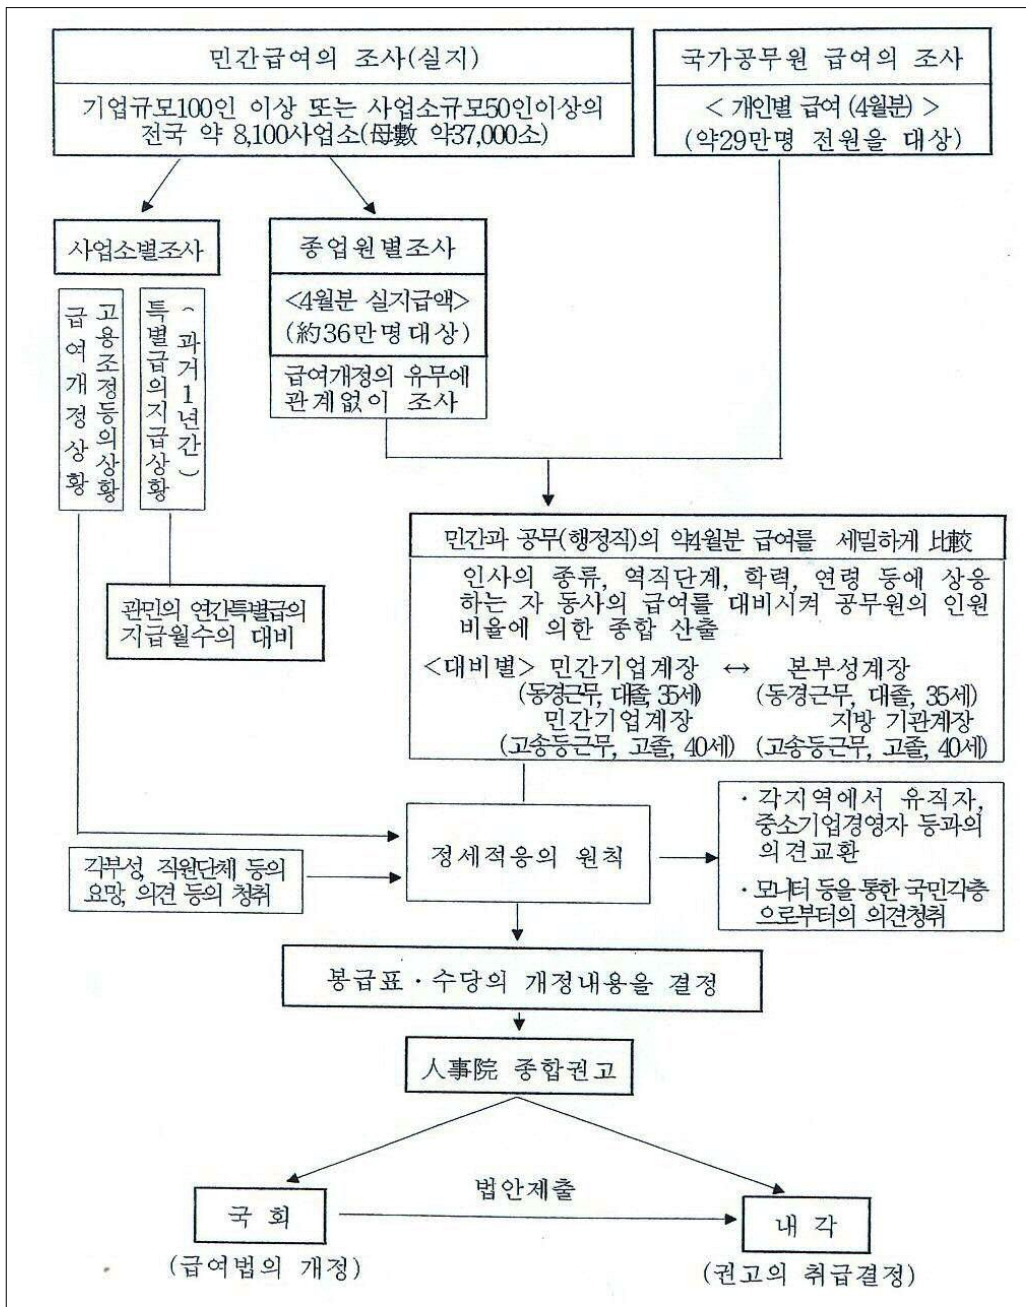 민간급여의 조사(실지)
기업규모100인 이상 또는 사업소규모50인이상의
전국 약 8,100사업소(母數 약37,000소)
국가공무원 급여의 조사
< 개인별 급여 (4월분) >
(약29만명 전원을 대상)
사업소별조사
급여개정상황
고용조정등의상황
특별급의지급상황
(과거1년간)
종업원별조사
<4월분 실지급액>
(約36만명대상)
급여개정의 유무에
관계없이 조사
관민의 연간특별급의
지급월수의 대비
민간과 공무(행정직)의 약4월분 급여를 세밀하게 比較
인사의 종류, 역직단계, 학력, 연령 등에 상응
하는 자 동사의 급여를 대비시켜 공무원의 인원
비율에 의한 종합 산출
<대비별> 민간기업계장 ↔ 본부성계장
(동경근무, 대졸, 35세) (동경근무, 대졸, 35세)
민간기업계장 지방 기관계장
(고송등근무, 고졸, 40세) (고송등근무, 고졸, 40세)
각부성, 직원단체 등의
요망, 의견 등의 청취
정세적응의 원칙
· 각지역에서 유직자,
중소기업경영자 등과의
의견교환
· 모니터 등을 통한 국민각층
으로부터의 의견청취
봉급표 · 수당의 개정내용을 결정
人事院 종합권고
국 회
법안제출
내 각
(급여법의 개정)
(권고의 취급결정)